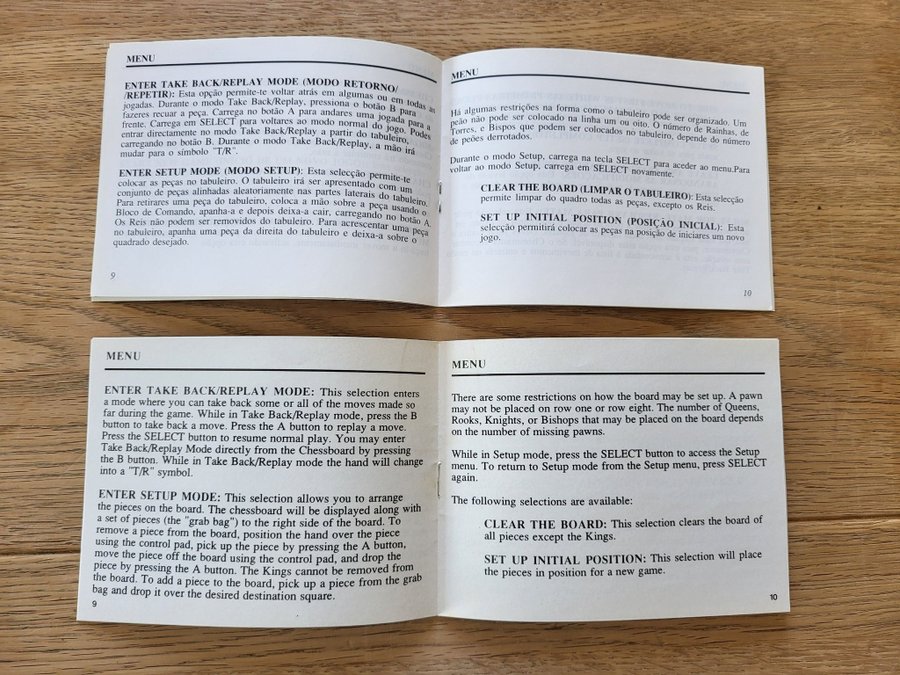 MENU
ENTER TAKE BACK/REPLAY MODE (MODO RETORNO/
/REPETIR): Esta opção permite-te voltar atrás em algumas ou em todas as
jogadas. Durante o modo Take Back/Replay, pressiona o botão B para
fazeres recuar a peça. Carrega no botão A para andares uma jogada para a
frente. Carrega em SELECT para voltares ao modo normal do jogo. Podes
entrar directamente no modo Take Back/Replay a partir do tabuleiro,
carregando no botão B. Durante o modo Take Back/Replay, a mão irá
mudar para o símbolo "T/R".
ENTER SETUP MODE (MODO SETUP): Esta selecção permite-te
colocar as peças no tabuleiro. O tabuleiro irá ser apresentado com um
conjunto de peças alinhadas aleatoriamente nas partes laterais do tabuleiro.
Para retirares uma peça do tabuleiro, coloca a mão sobre a peça usando o
Bloco de Comando, apanha-a e depois deixa-a cair, carregando no botão A.
Os Reis não podem ser removidos do tabuleiro. Para acrescentar uma peça
no tabuleiro, apanha uma peça da direita do tabuleiro e deixa-a sobre o
quadrado desejado.
9
MENU
Há algumas restrições na forma como o tabuleiro pode ser organizado. Um
peão não pode ser colocado na linha um ou oito. O número de Rainhas, de
Torres, e Bispos que podem ser colocados no tabuleiro, depende do número
de peões derrotados.
Durante o modo Setup, carrega na tecla SELECT para aceder ao menu.Para
voltar ao modo Setup, carrega em SELECT novamente.
CLEAR THE BOARD (LIMPAR O TABULEIRO): Esta selecção
permite limpar do quadro todas as peças, excepto os Reis.
SET UP INITIAL POSITION (POSIÇÃO INICIAL): Esta
selecção permitirá colocar as peças na posição de iniciares um novo
jogo.
10
MENU
ENTER TAKE BACK/REPLAY MODE: This selection enters
a mode where you can take back some or all of the moves made so
far during the game. While in Take Back/Replay mode, press the B
button to take back a move. Press the A button to replay a move.
Press the SELECT button to resume normal play. You may enter
Take Back/Replay Mode directly from the Chessboard by pressing
the B button. While in Take Back/Replay mode the hand will change
into a "T/R" symbol.
ENTER SETUP MODE: This selection allows you to arrange
the pieces on the board. The chessboard will be displayed along with
a set of pieces (the "grab bag") to the right side of the board. To
remove a piece from the board, position the hand over the piece
using the control pad, pick up the piece by pressing the A button,
move the piece off the board using the control pad, and drop the
piece by pressing the A button. The Kings cannot be removed from
the board. To add a piece to the board, pick up a piece from the grab
bag and drop it over the desired destination square.
9
MENU
There are some restrictions on how the board may be set up. A pawn
may not be placed on row one or row eight. The number of Queens,
Rooks, Knights, or Bishops that may be placed on the board depends
on the number of missing pawns.
While in Setup mode, press the SELECT button to access the Setup
menu. To return to Setup mode from the Setup menu, press SELECT
again.
The following selections are available:
CLEAR THE BOARD: This selection clears the board of
all pieces except the Kings.
SET UP INITIAL POSITION: This selection will place
the pieces in position for a new game.
10